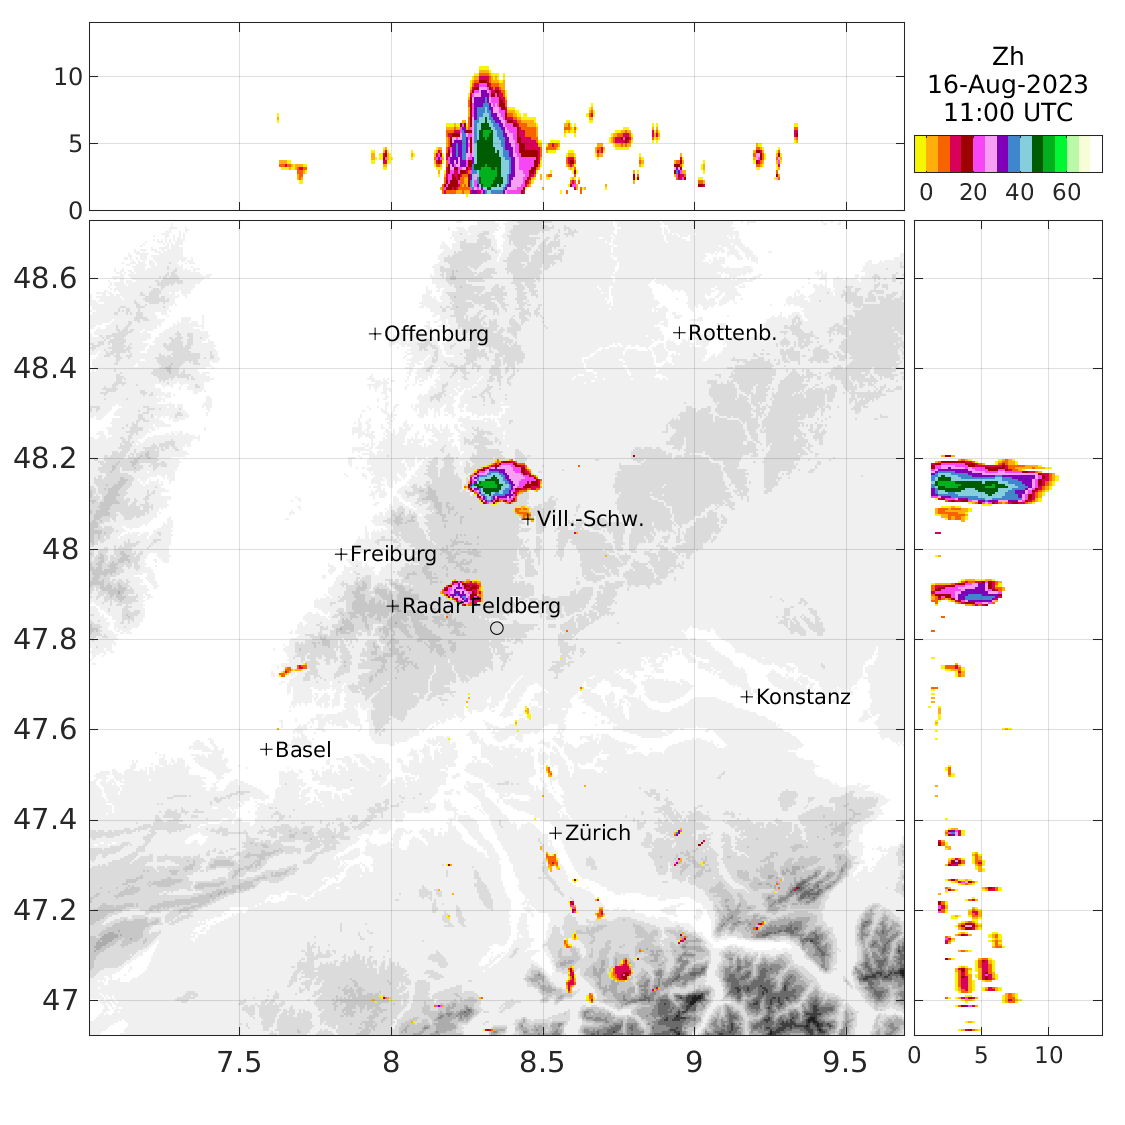 10
5
0
Zh
16-Aug-2023
11:00 UTC
0 20 40 60
48.6
48.4
48.2
48
47.8
47.6
47.4
47.2
47
Offenburg
Rottenb.
Vill.-Schw.
Freiburg
Radar Feldberg
Konstanz
Basel
Zürich
7.5 8 8.5 9 9.5
0 5 10